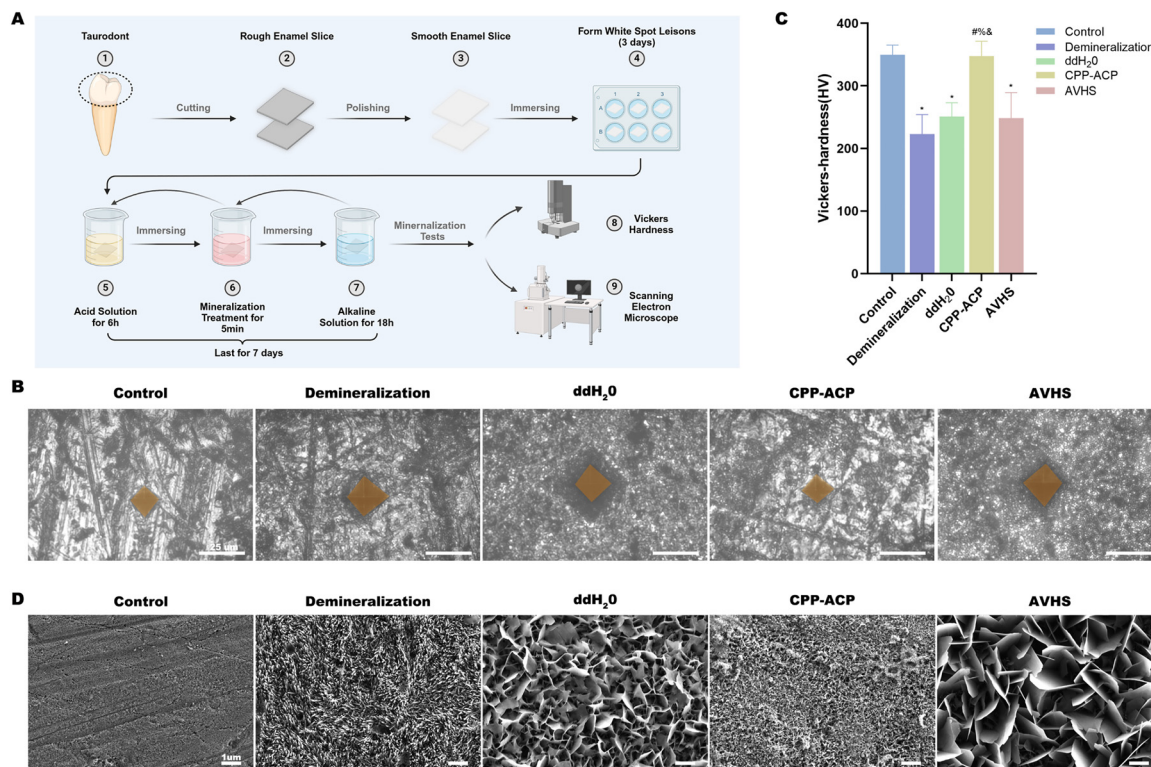 A
Taurodont
1
Cutting
Rough Enamel Slice
2
Polishing
Smooth Enamel Slice
3
Immersing
Form White Spot Leisons
(3 days)
4
1 2 3
A
B
Immersing
Immersing
Minernalization
Tests
8
Vickers
Hardness
5
6
7
9
Acid Solution
for 6h
Mineralization
Treatment for
5min
Alkaline
Solution for 18h
Scanning
Electron
Microscope
Last for 7 days
C
Vickers-hardness(HV)
400
300
200
100
0
*
*
#%&
*
Control
Demineralization
ddH₂0
CPP-ACP
AVHS
Control
Demineralization
ddH₂0
CPP-ACP
AVHS
B
Control
Demineralization
ddH₂0
CPP-ACP
AVHS
25 um
D
Control
Demineralization
ddH₂0
CPP-ACP
AVHS
1um